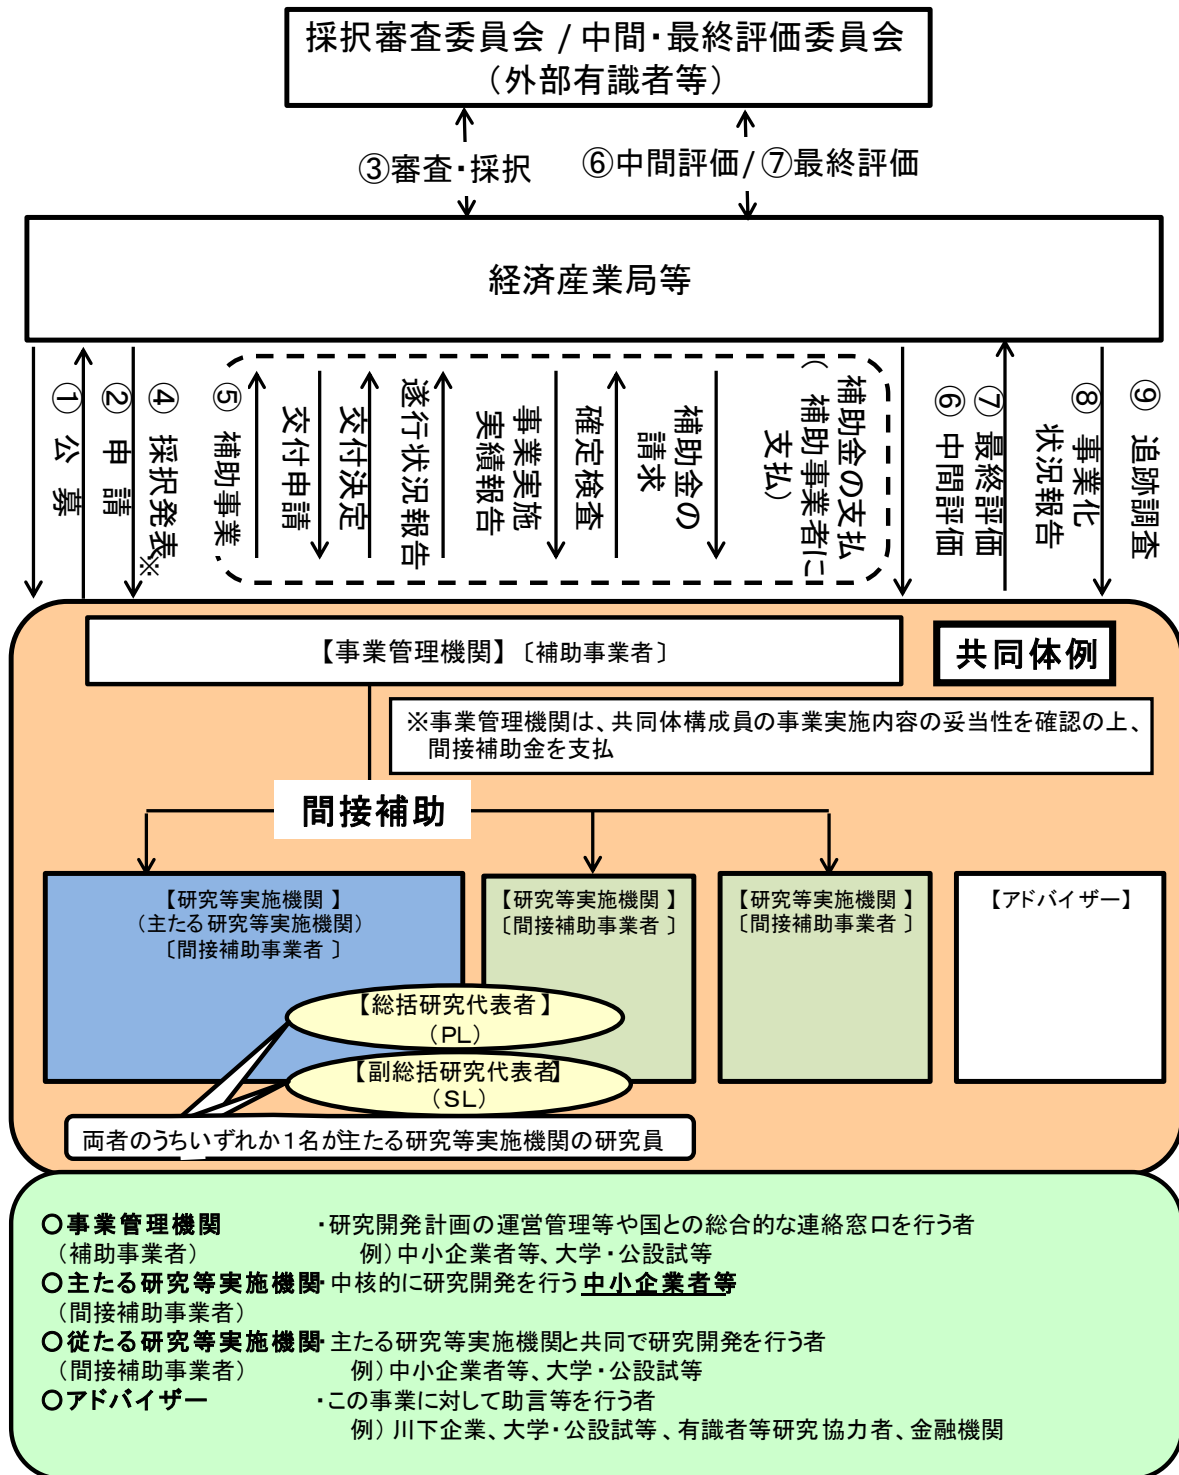 採択審査委員会 / 中間・最終評価委員会
（外部有識者等）
③審査・採択
⑥中間評価/⑦最終評価
経済産業局等
①公募
②申請
④採択発表※
⑤補助事業
交付申請
交付決定
遂行状況報告
事業実施
実績報告
確定検査
補助金の
請求
補助金の支払
（補助事業者に
支払）
⑥中間評価
⑦最終評価
⑧事業化
状況報告
⑨追跡調査
【事業管理機関】〔補助事業者〕
共同体例
※事業管理機関は、共同体構成員の事業実施内容の妥当性を確認の上、
間接補助金を支払
間接補助
【研究等実施機関】
（主たる研究等実施機関）
〔間接補助事業者〕
【研究等実施機関】
〔間接補助事業者〕
【研究等実施機関】
〔間接補助事業者〕
【アドバイザー】
【総括研究代表者】
（PL）
【副総括研究代表者】
（SL）
両者のうちいずれか1名が主たる研究等実施機関の研究員
○事業管理機関 ・研究開発計画の運営管理等や国との総合的な連絡窓口を行う者
（補助事業者） 例）中小企業者等、大学・公設試等
○主たる研究等実施機関・中核的に研究開発を行う中小企業者等
（間接補助事業者）
○従たる研究等実施機関・主たる研究等実施機関と共同で研究開発を行う者
（間接補助事業者） 例）中小企業者等、大学・公設試等
○アドバイザー ・この事業に対して助言等を行う者
例）川下企業、大学・公設試等、有識者等研究協力者、金融機関